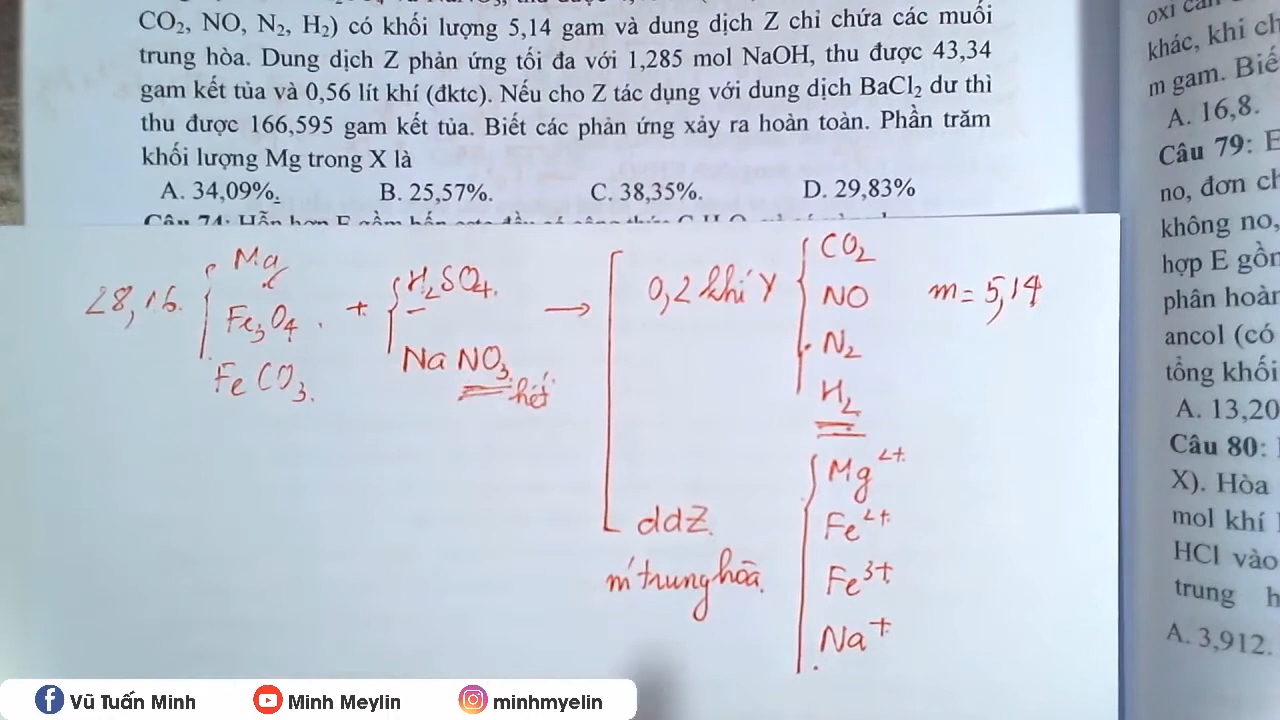 CO₂, NO, N₂, H₂) có khối lượng 5,14 gam và dung dịch Z chỉ chứa các muối
trung hòa. Dung dịch Z phản ứng tối đa với 1,285 mol NaOH, thu được 43,34
gam kết tủa và 0,56 lít khí (đktc). Nếu cho Z tác dụng với dung dịch BaCl₂ dư thì
thu được 166,595 gam kết tủa. Biết các phản ứng xảy ra hoàn toàn. Phần trăm
khối lượng Mg trong X là
A. 34,09%. B. 25,57%. C. 38,35%. D. 29,83%
28,16
Mg
Fe₃O₄
FeCO₃.
+
H₂SO₄.
NaNO₃
hết
→
0,2 khí Y
CO₂
NO
N₂
H₂
m = 5,14
ddZ.
m' trung hòa.
Mg²⁺
Fe²⁺
Fe³⁺
Na⁺
oxi
khác, khí
m gam. Biế
A. 16,8.
Câu 79: E
no, đơn
không no,
hợp E gồn
phân hoàn
ancol (có
tổng khối
A. 13,20
Câu 80:
X). Hòa
mol khí
HCl vào
trung h
A. 3,912.
Vũ Tuấn Minh
Minh Meylin
minhmyelin